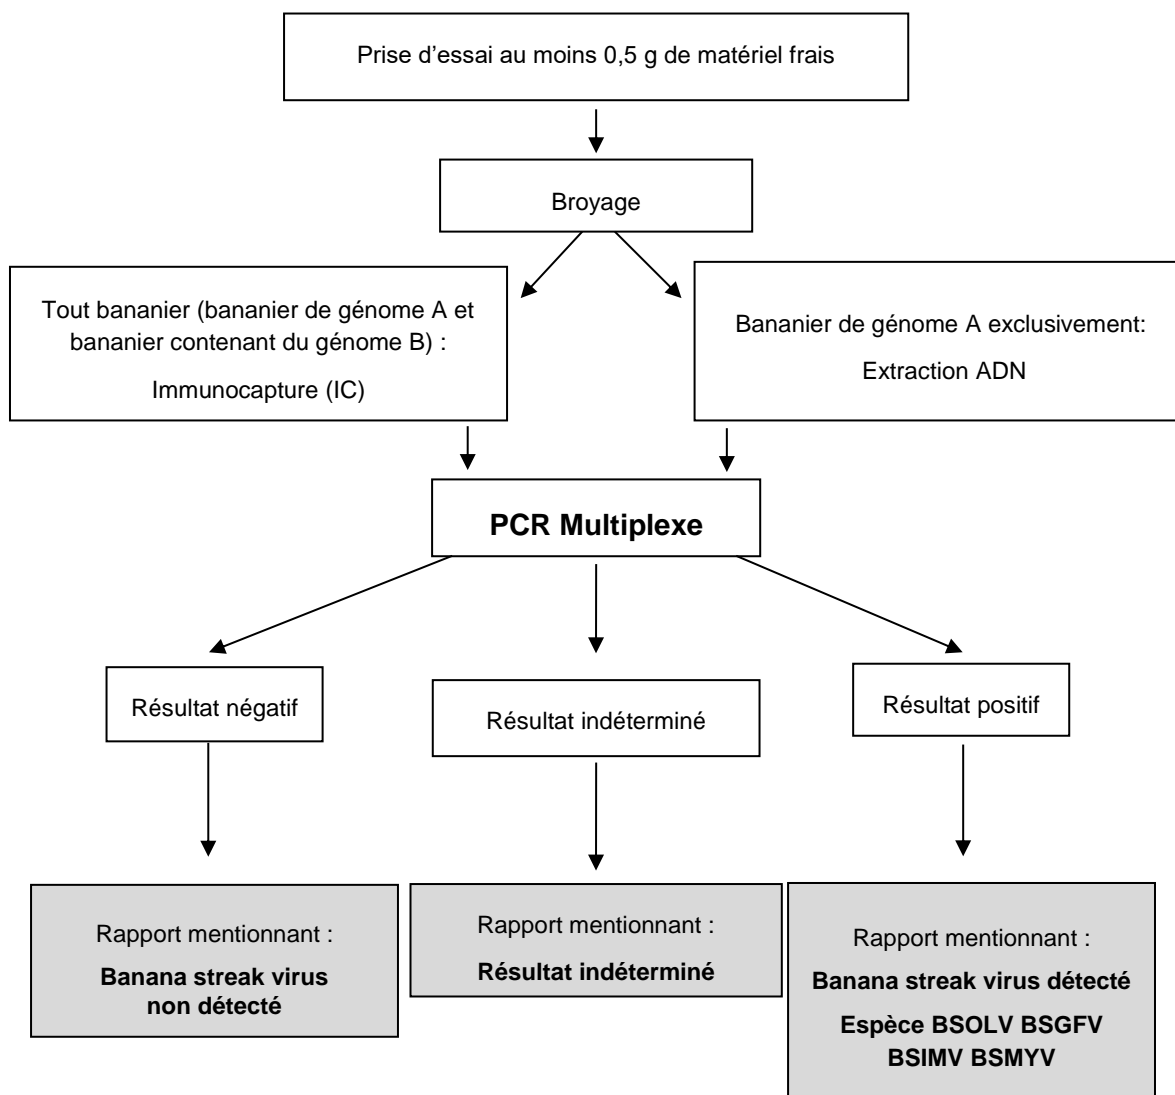 Prise d’essai au moins 0,5 g de matériel frais
Broyage
Tout bananier (bananier de génome A et
bananier contenant du génome B) :
Immunocapture (IC)
Bananier de génome A exclusivement:
Extraction ADN
PCR Multiplexe
Résultat négatif
Résultat indéterminé
Résultat positif
Rapport mentionnant :
Banana streak virus
non détecté
Rapport mentionnant :
Résultat indéterminé
Rapport mentionnant :
Banana streak virus détecté
Espèce BSOLV BSGFV
BSIMV BSMYV